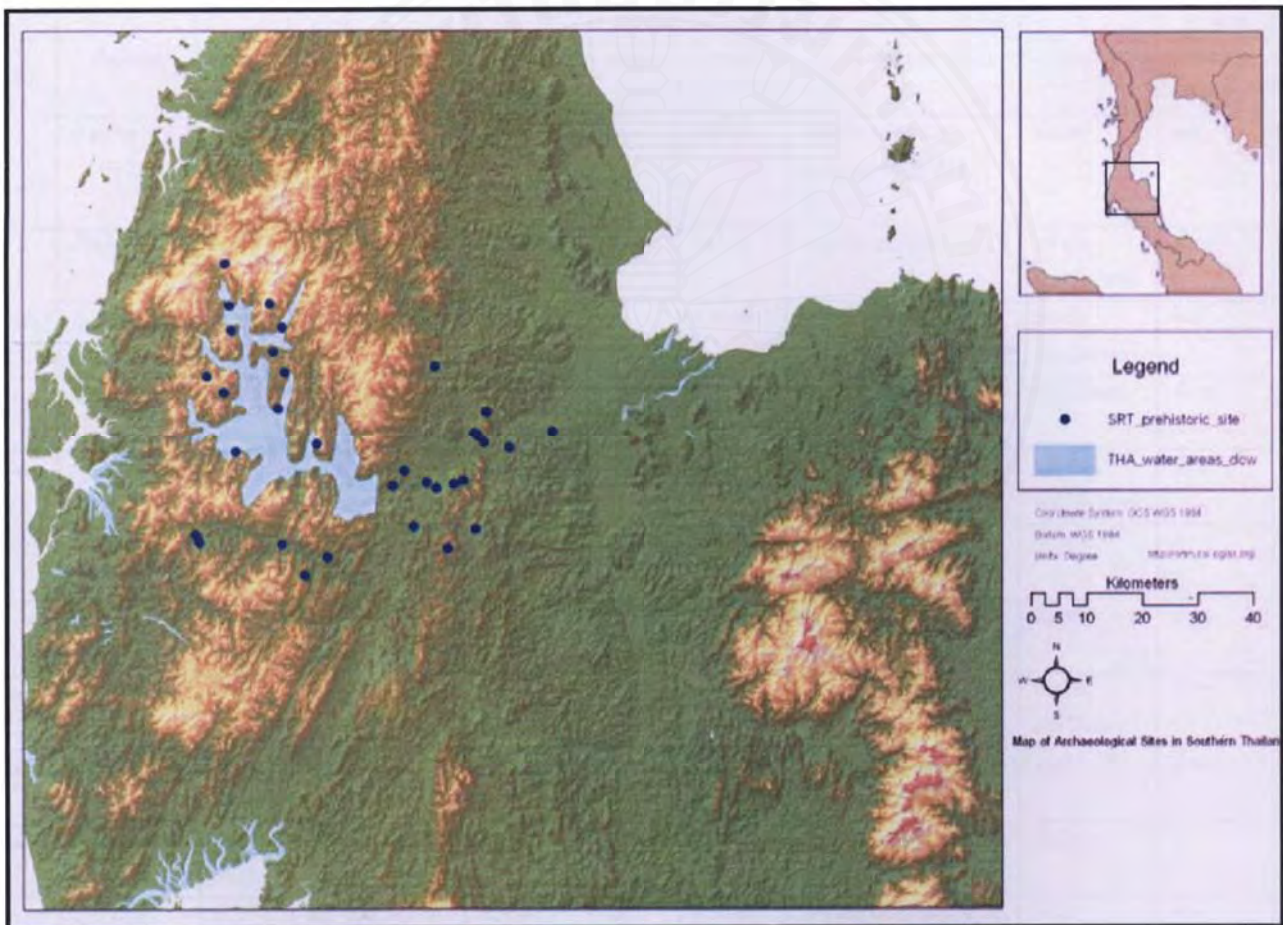 Legend
SRT_prehistoric_site
THA_water_areas_dcw
Coordinate System: GCS WGS 1984
Datum: WGS 1984
Units: Degree
Kilometers
0 5 10 20 30 40
N
W E
S
Map of Archaeological Sites in Southern Thailan